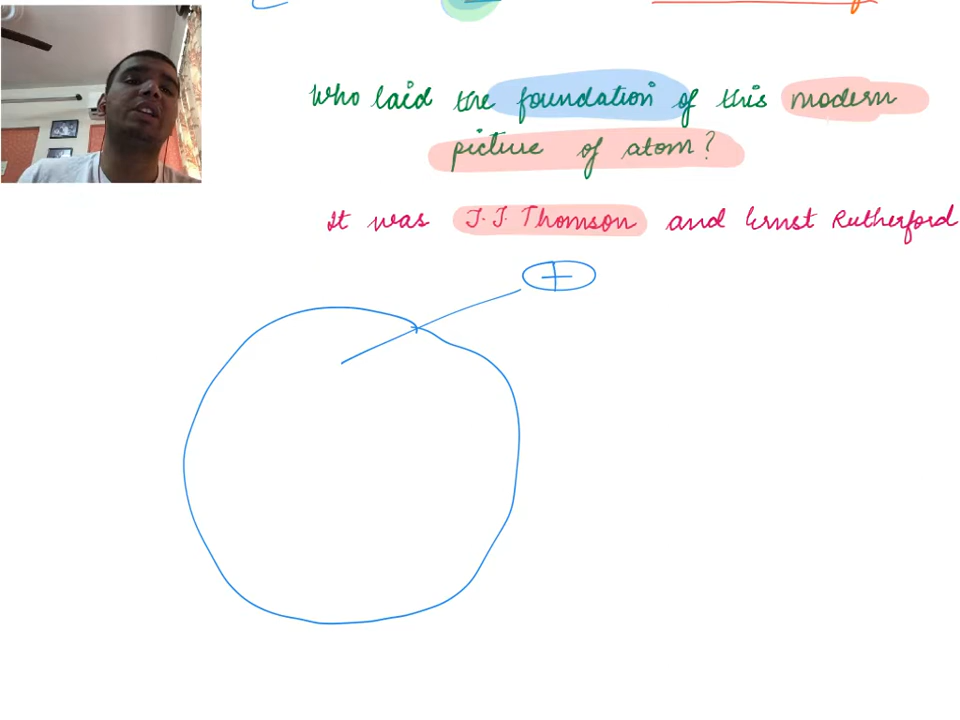 Who laid the foundation of this modern
picture of atom?
It was J.J. Thomson and Ernst Rutherford
+